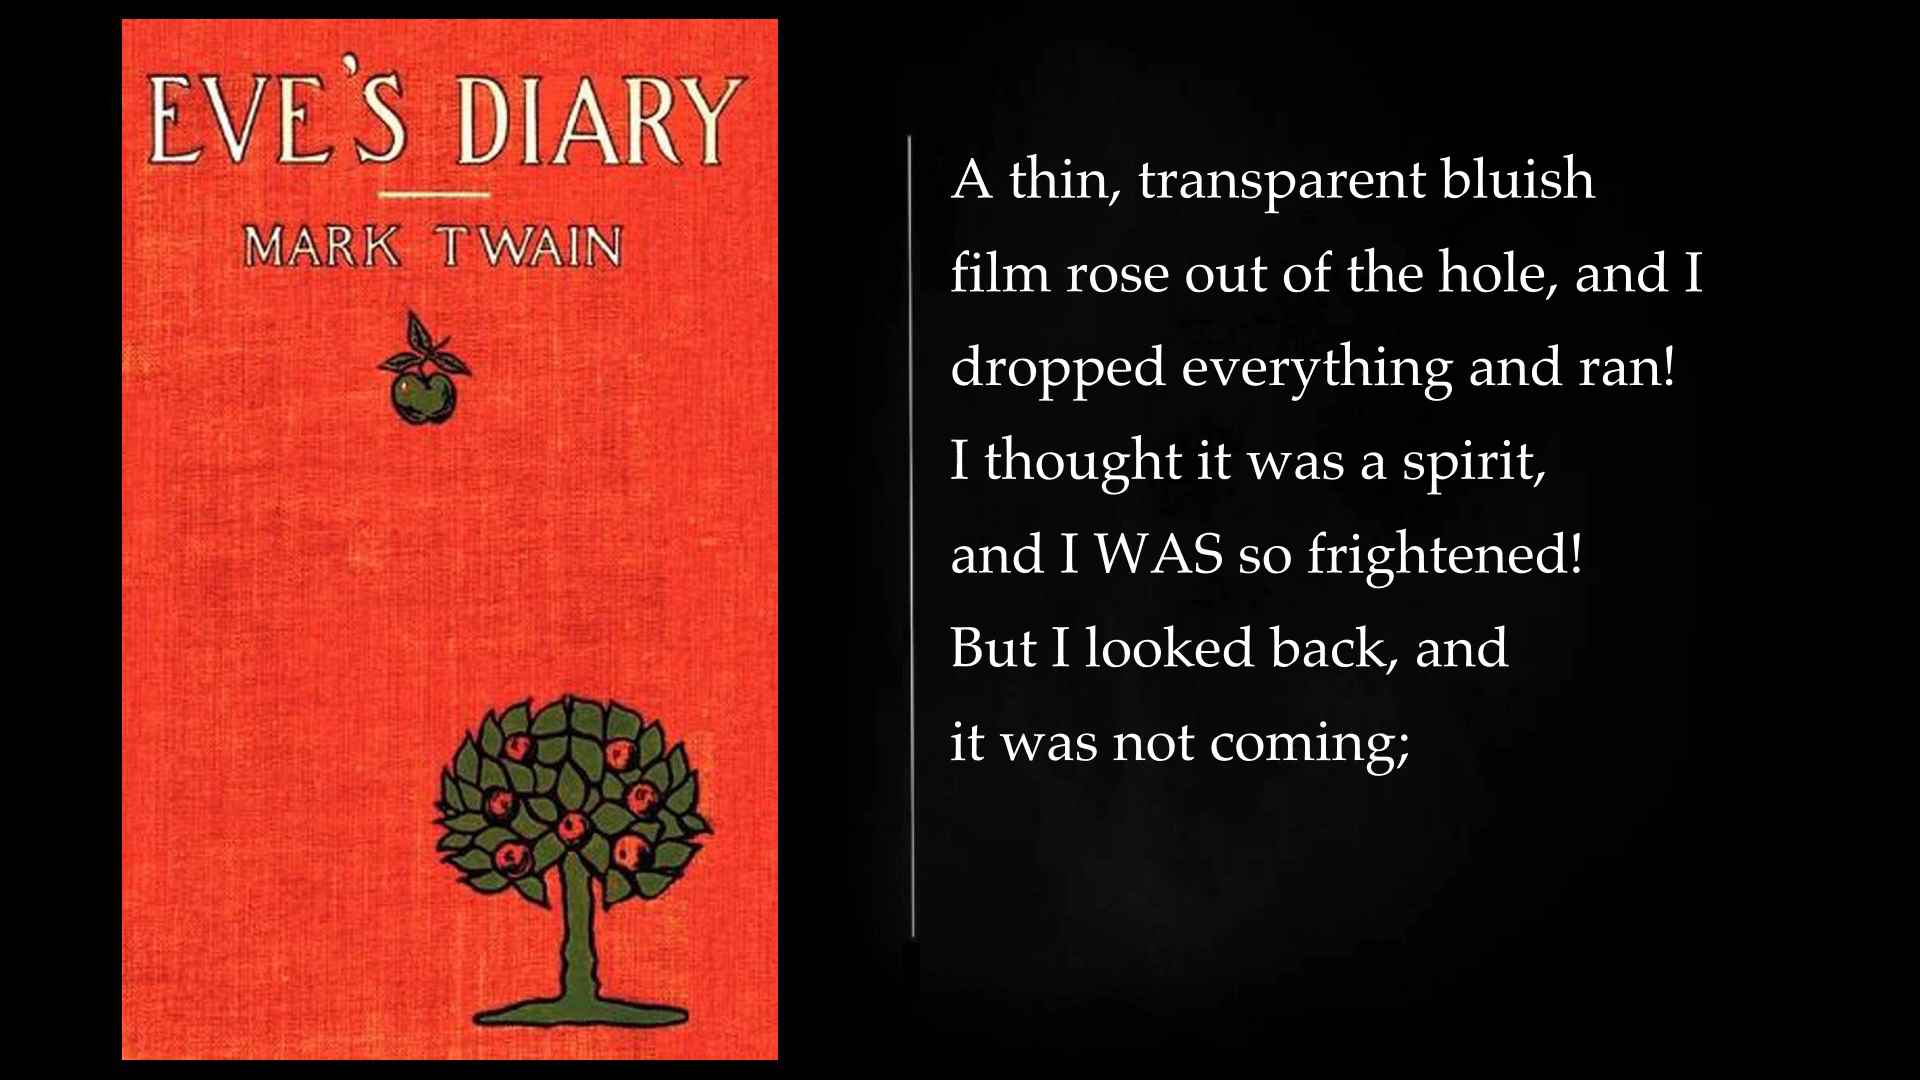 EVE'S DIARY
MARK TWAIN
A thin, transparent bluish
film rose out of the hole, and I
dropped everything and ran!
I thought it was a spirit,
and I WAS so frightened!
But I looked back, and
it was not coming;